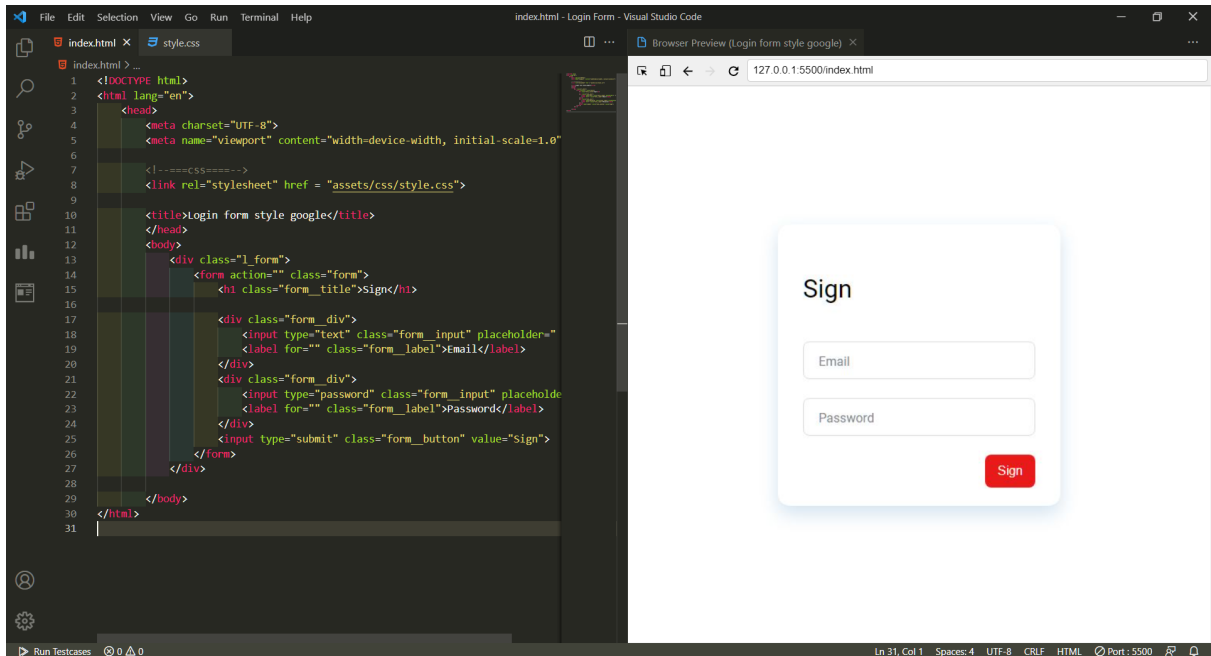 File Edit Selection View Go Run Terminal Help
index.html - Login Form - Visual Studio Code
index.html
style.css
index.html > ...
1 <!DOCTYPE html>
2 <html lang="en">
3 <head>
4 <meta charset="UTF-8">
5 <meta name="viewport" content="width=device-width, initial-scale=1.0"
6
7 <!--===css====-->
8 <link rel="stylesheet" href = "assets/css/style.css">
9
10 <title>Login form style google</title>
11 </head>
12 <body>
13 <div class="l_form">
14 <form action="" class="form">
15 <h1 class="form__title">Sign</h1>
16
17 <div class="form__div">
18 <input type="text" class="form__input" placeholder="
19 <label for="" class="form__label">Email</label>
20 </div>
21 <div class="form__div">
22 <input type="password" class="form__input" placeholde
23 <label for="" class="form__label">Password</label>
24 </div>
25 <input type="submit" class="form__button" value="Sign">
26 </form>
27 </div>
28
29 </body>
30 </html>
31
Browser Preview (Login form style google)
127.0.0.1:5500/index.html
Sign
Email
Password
Sign
Run Testcases 0 0
Ln 31, Col 1 Spaces: 4 UTF-8 CRLF HTML Port : 5500